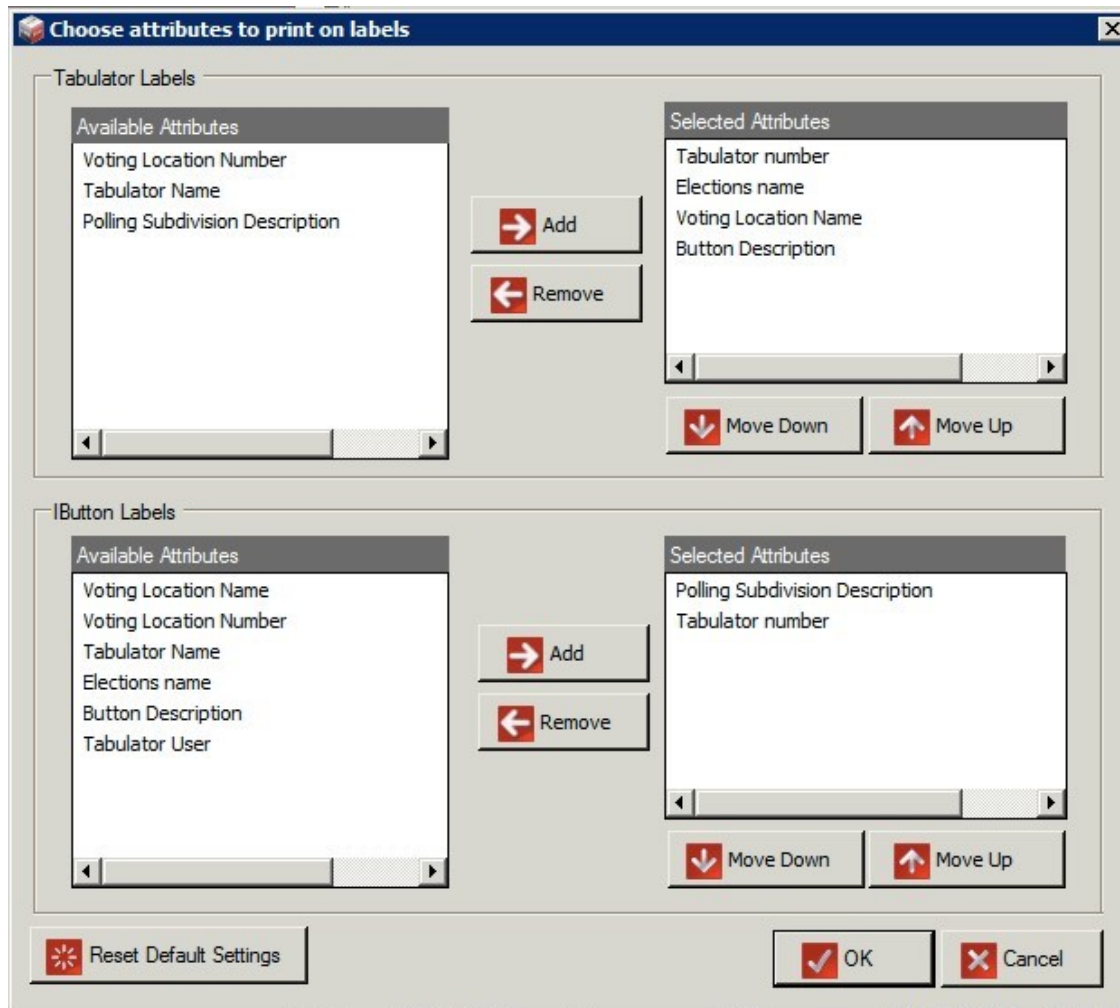 Choose attributes to print on labels
Tabulator Labels
Available Attributes
Voting Location Number
Tabulator Name
Polling Subdivision Description
Add
Remove
Selected Attributes
Tabulator number
Elections name
Voting Location Name
Button Description
Move Down
Move Up
IButton Labels
Available Attributes
Voting Location Name
Voting Location Number
Tabulator Name
Elections name
Button Description
Tabulator User
Add
Remove
Selected Attributes
Polling Subdivision Description
Tabulator number
Move Down
Move Up
Reset Default Settings
OK
Cancel